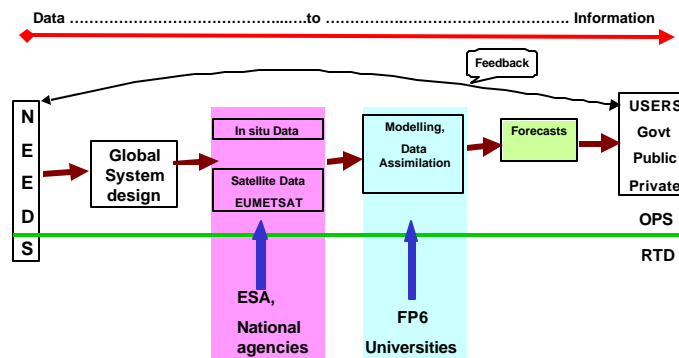 Data ……………………………..…..to ……………………………………………. Information
Feedback
N
E
E
D
S
Global
System
design
In situ Data
Satellite Data
EUMETSAT
Modelling,
Data
Assimilation
Forecasts
USERS
Govt
Public
Private
OPS
RTD
ESA,
National
agencies
FP6
Universities